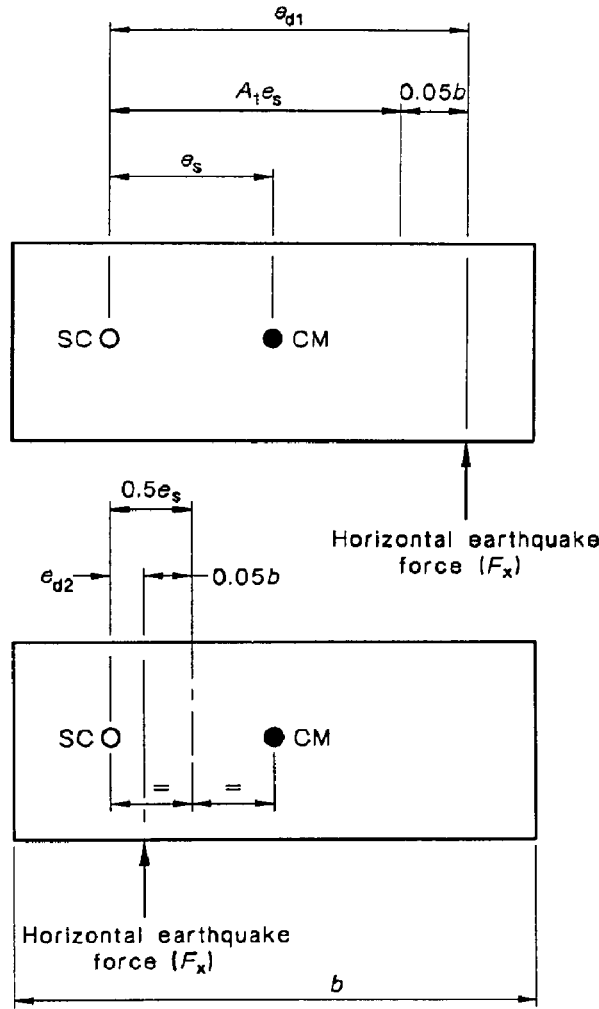 e_d1
A_t e_s
0.05b
e_s
SC
CM
0.5e_s
Horizontal earthquake
force (F_x)
e_d2
0.05b
SC
CM
=
=
Horizontal earthquake
force (F_x)
b